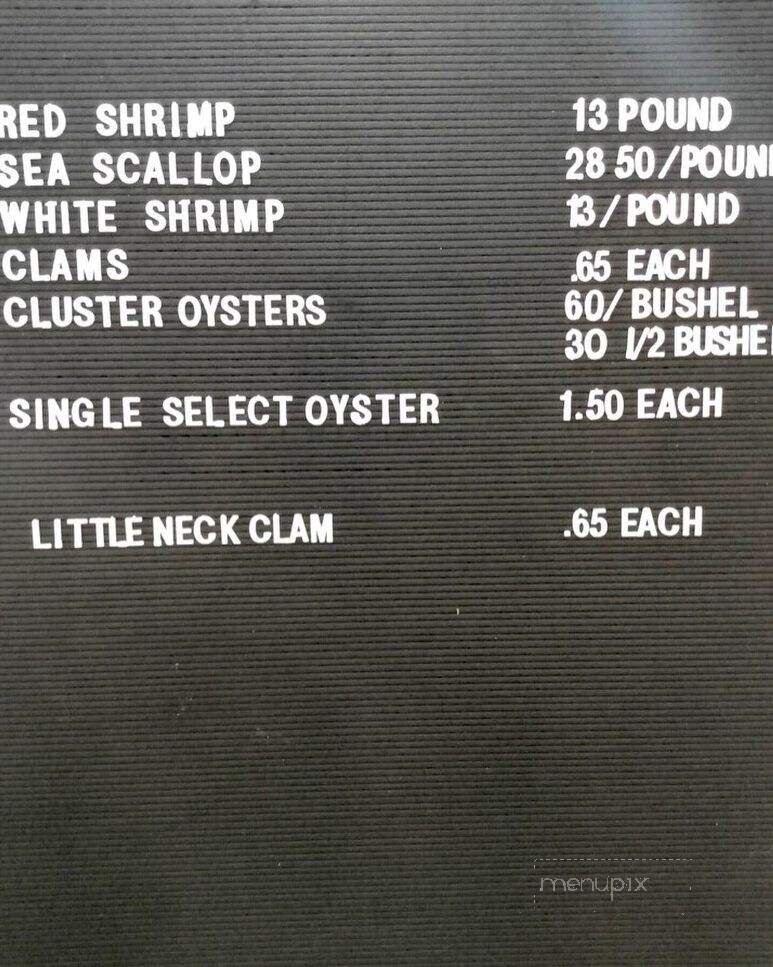 RED SHRIMP 13 POUND
SEA SCALLOP 28 50/POUN
WHITE SHRIMP 13/POUND
CLAMS .65 EACH
CLUSTER OYSTERS 60/ BUSHEL
30 1/2 BUSHE
SINGLE SELECT OYSTER 1.50 EACH
LITTLE NECK CLAM .65 EACH
menupix